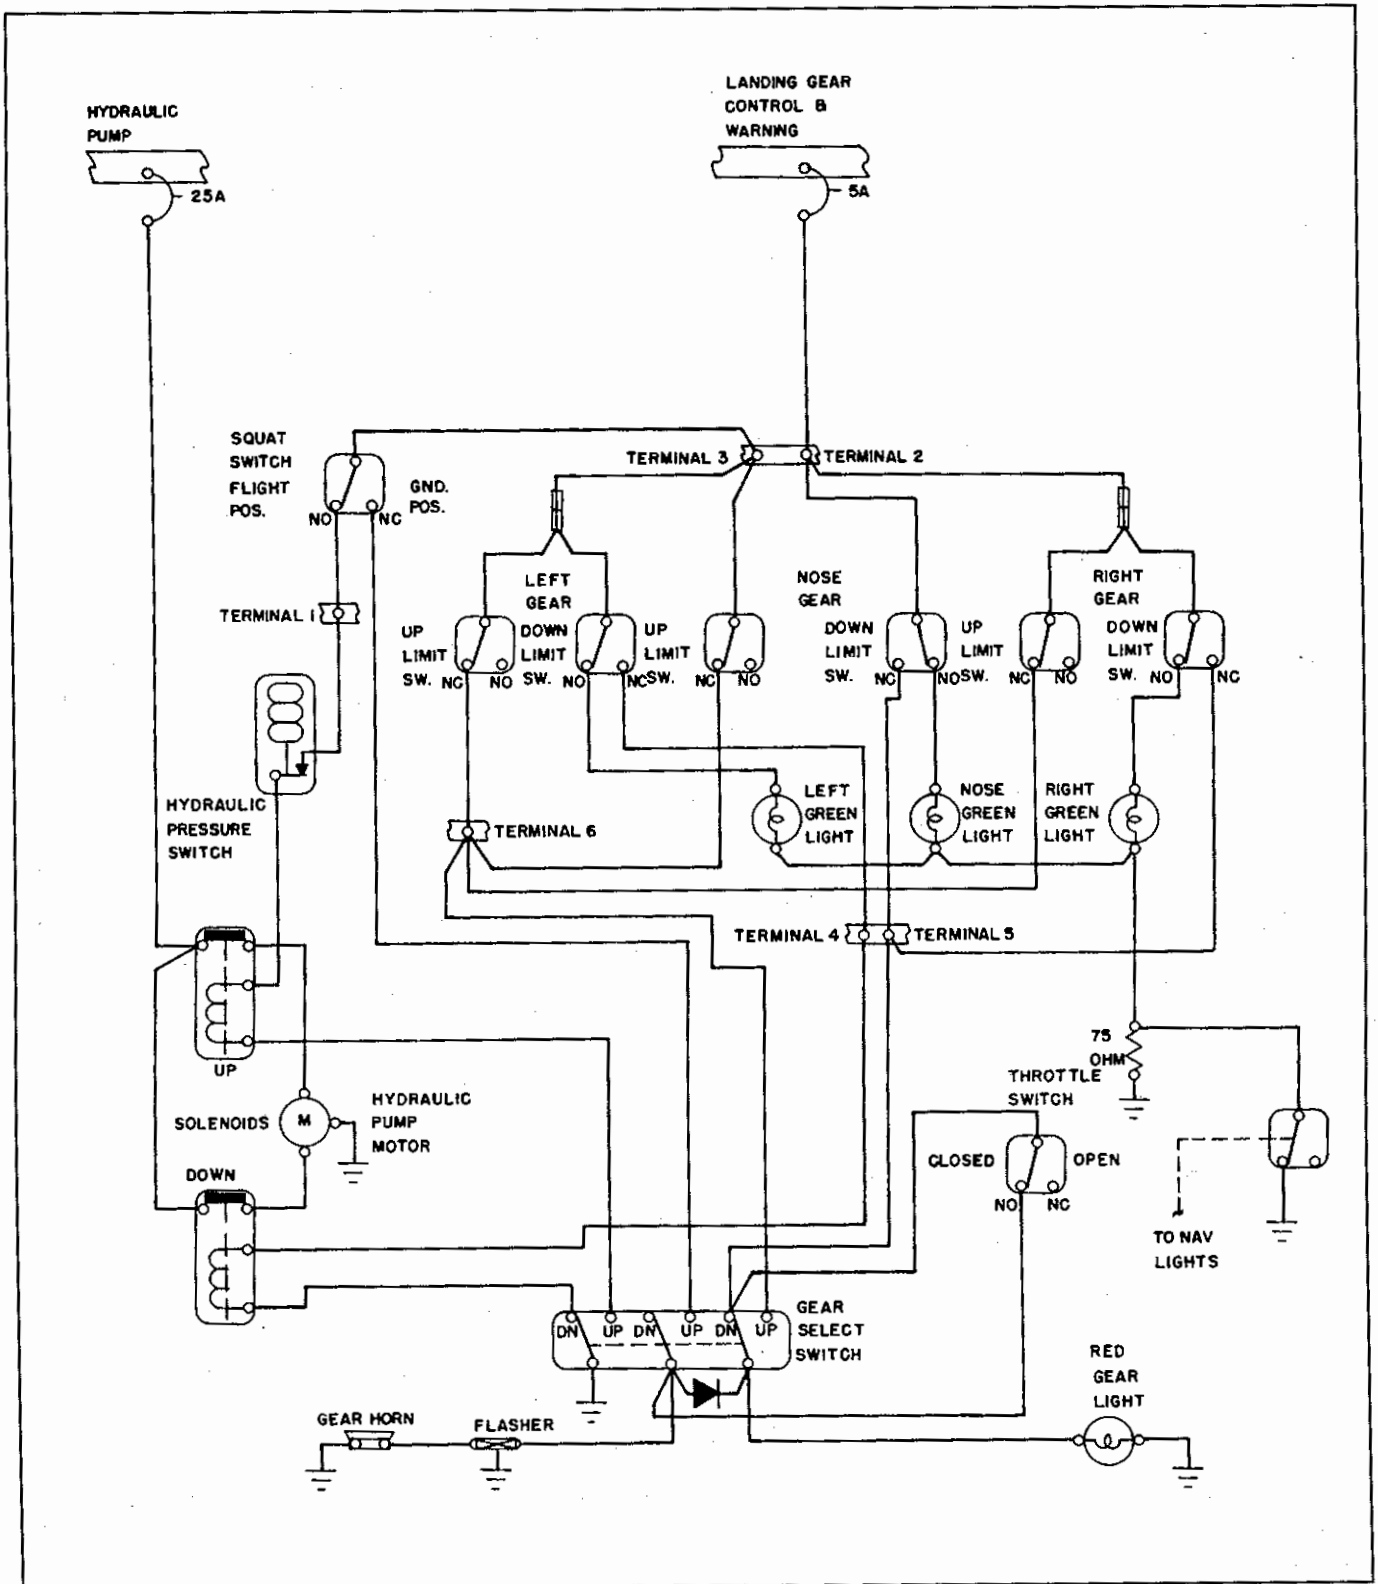 HYDRAULIC
PUMP
25A
LANDING GEAR
CONTROL &
WARNING
5A
SQUAT
SWITCH
FLIGHT
POS.
GND.
POS.
NO
NC
TERMINAL 3
TERMINAL 2
TERMINAL 1
LEFT
GEAR
NOSE
GEAR
RIGHT
GEAR
UP
LIMIT
SW.
NC
NO
DOWN
LIMIT
SW.
NO
NC
UP
LIMIT
SW.
NC
NO
DOWN
LIMIT
SW.
NC
NO
UP
LIMIT
SW.
NC
NO
DOWN
LIMIT
SW.
NO
NC
HYDRAULIC
PRESSURE
SWITCH
TERMINAL 6
LEFT
GREEN
LIGHT
NOSE
GREEN
LIGHT
RIGHT
GREEN
LIGHT
TERMINAL 4
TERMINAL 5
UP
SOLENOIDS
M
HYDRAULIC
PUMP
MOTOR
DOWN
75
OHM
THROTTLE
SWITCH
CLOSED
OPEN
NO
NC
TO NAV
LIGHTS
DN
UP
DN
UP
DN
UP
GEAR
SELECT
SWITCH
RED
GEAR
LIGHT
GEAR HORN
FLASHER